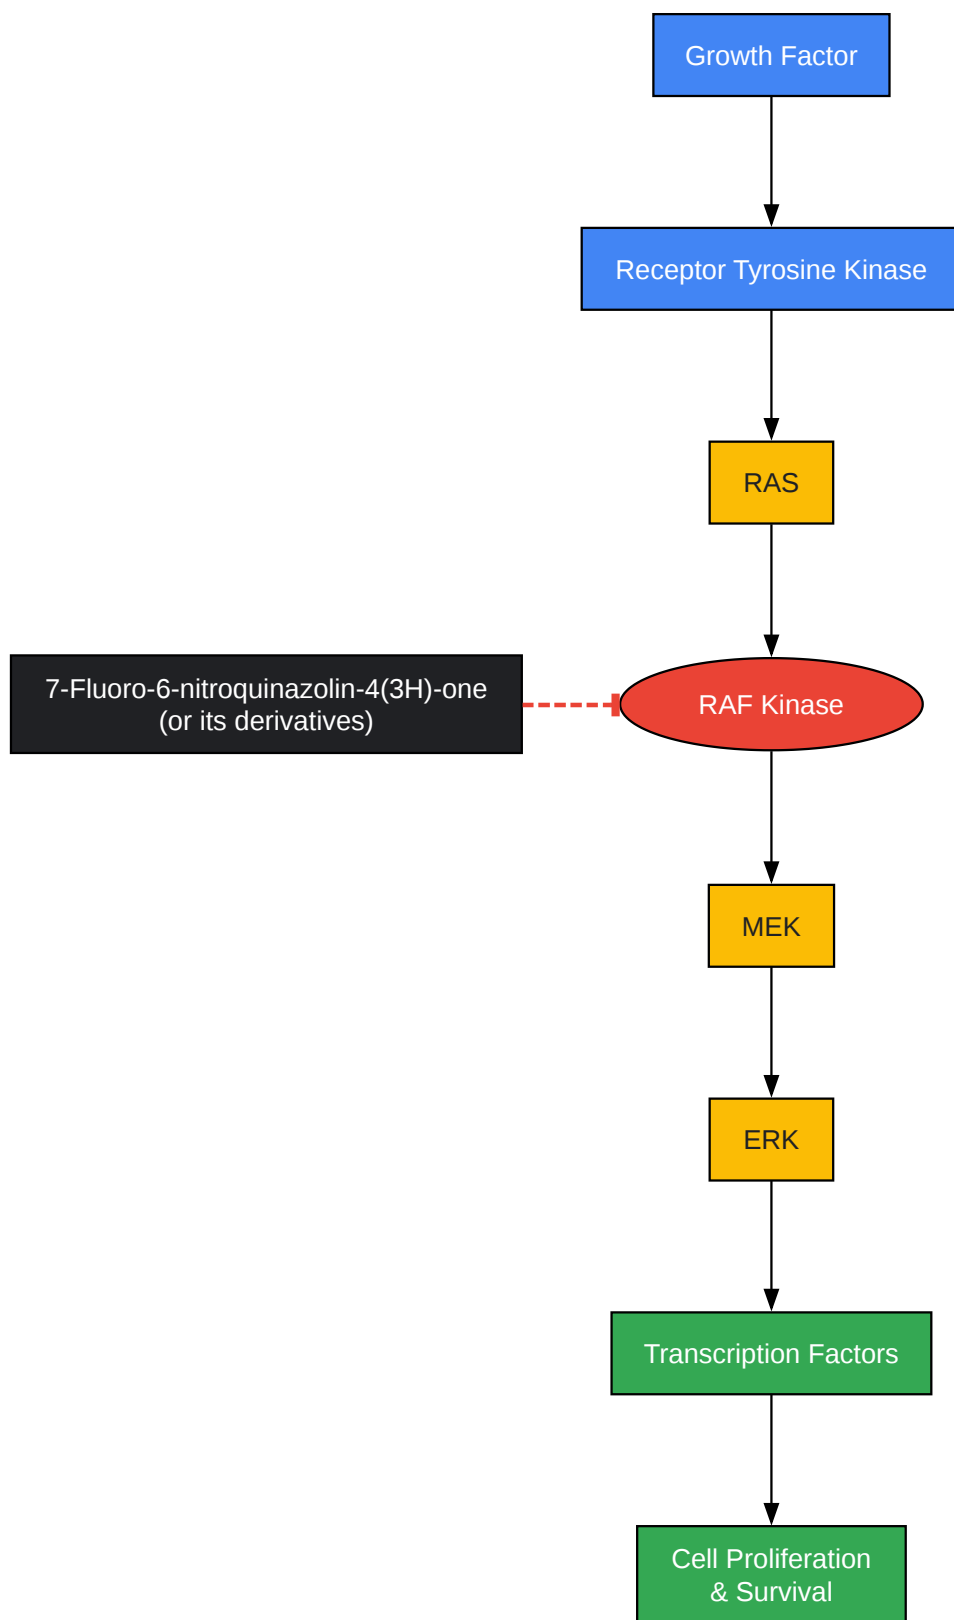 Growth Factor
Receptor Tyrosine Kinase
RAS
7-Fluoro-6-nitroquinazolin-4(3H)-one
(or its derivatives)
RAF Kinase
MEK
ERK
Transcription Factors
Cell Proliferation
& Survival